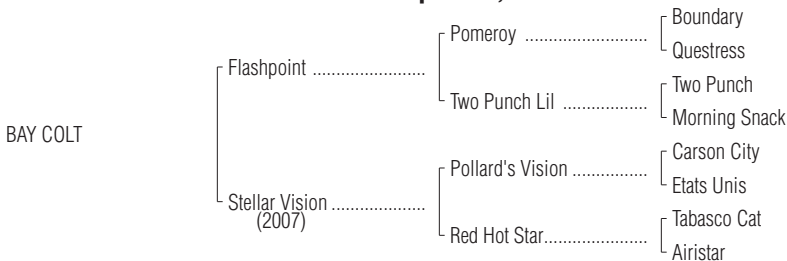 Boundary
Pomeroy ..........................
Questress
Flashpoint ........................
Two Punch
Two Punch Lil ..................
Morning Snack
BAY COLT
Carson City
Pollard's Vision ................
Etats Unis
Stellar Vision ....................
(2007)
Tabasco Cat
Red Hot Star......................
Airistar